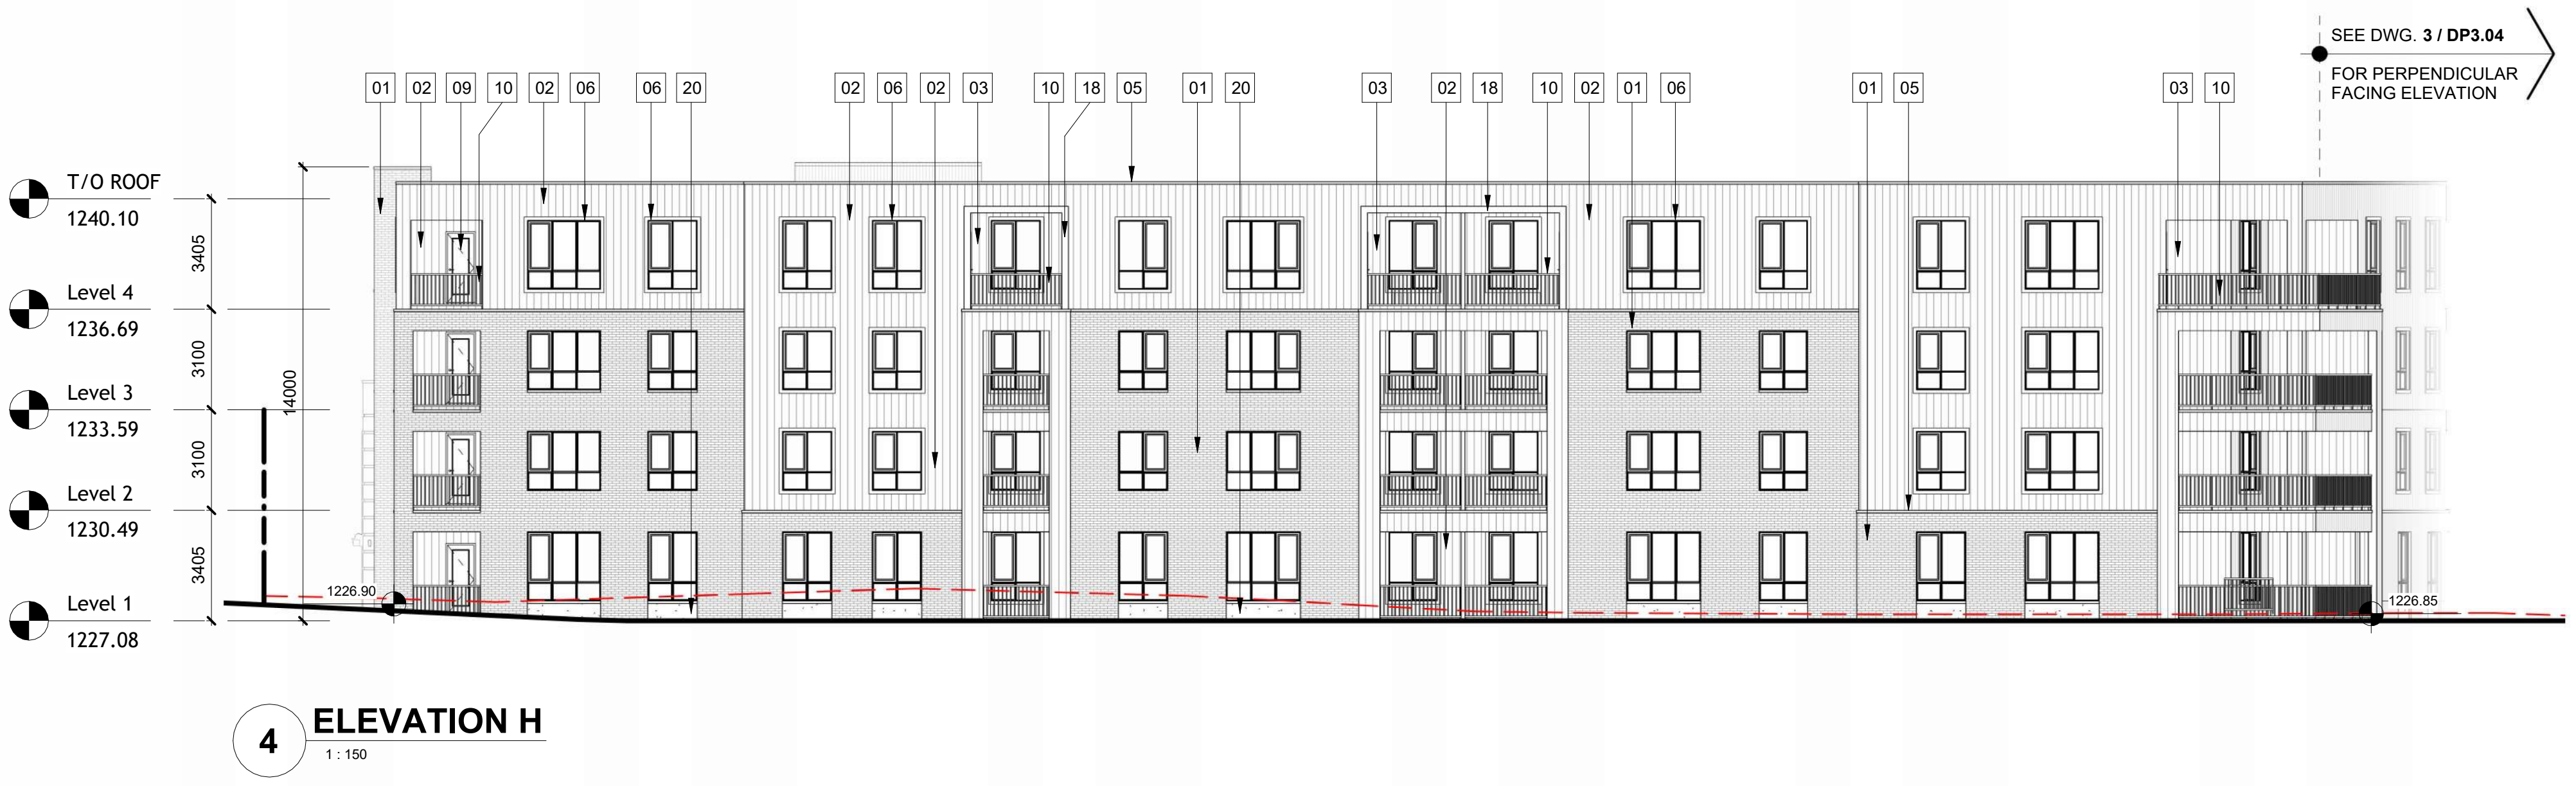 SEE DWG. 3 / DP3.04
FOR PERPENDICULAR
FACING ELEVATION
01 02 09 10 02 06 06 20 02 06 02 03 10 18 05 01 20 03 02 18 10 02 01 06 01 05 03 10
T/O ROOF
1240.10
3405
Level 4
1236.69
3100
Level 3
1233.59
14000
3100
Level 2
1230.49
3405
Level 1
1227.08
1226.90
1226.85
4
ELEVATION H
1 : 150